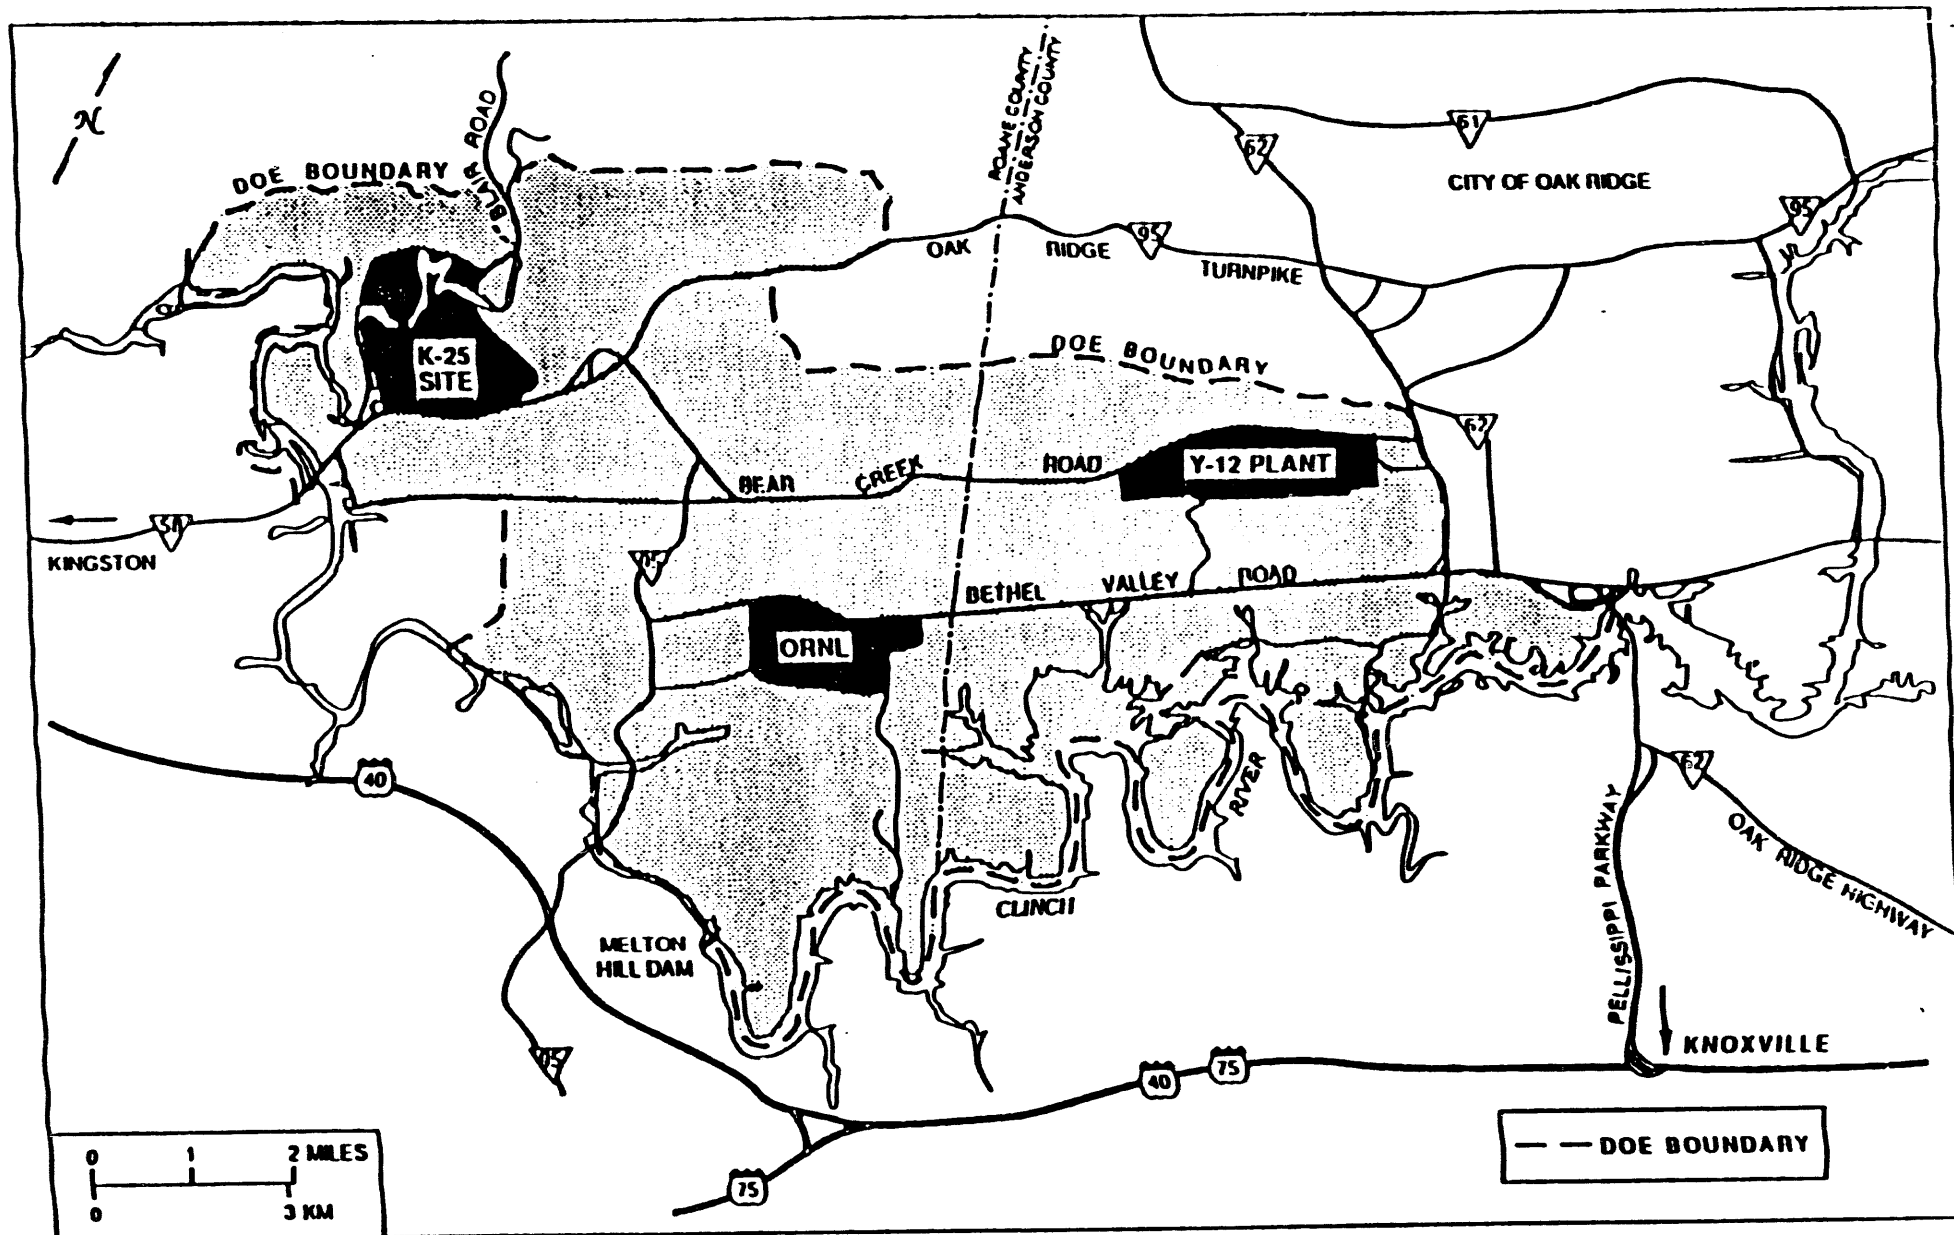 ROANE COUNTY
ANDERSON COUNTY
N
BLAIR ROAD
DOE BOUNDARY
62
61
CITY OF OAK RIDGE
95
OAK RIDGE TURNPIKE
95
K-25
SITE
DOE BOUNDARY
62
BEAR CREEK ROAD
Y-12 PLANT
KINGSTON
BETHEL VALLEY ROAD
ORNL
40
RIVER
62
OAK RIDGE HIGHWAY
PELLISSIPPI PARKWAY
CLINCH
MELTON
HILL DAM
KNOXVILLE
40
75
75
0 1 2 MILES
0 3 KM
DOE BOUNDARY